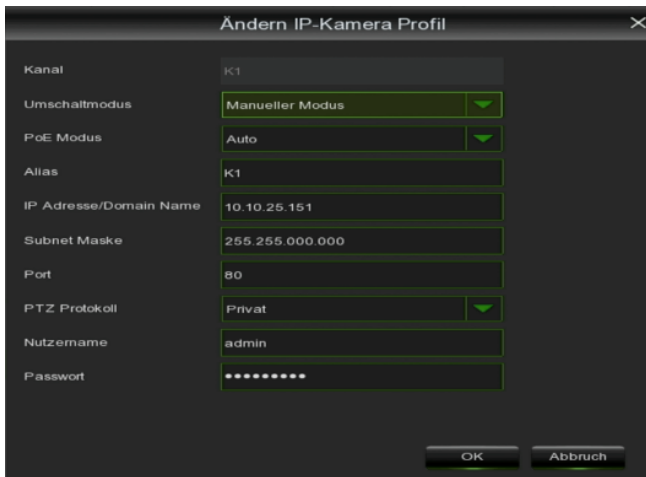 Ändern IP-Kamera Profil
Kanal K1
Umschaltmodus Manueller Modus
PoE Modus Auto
Alias K1
IP Adresse/Domain Name 10.10.25.151
Subnet Maske 255.255.000.000
Port 80
PTZ Protokoll Privat
Nutzername admin
Passwort •••••••••
OK Abbruch